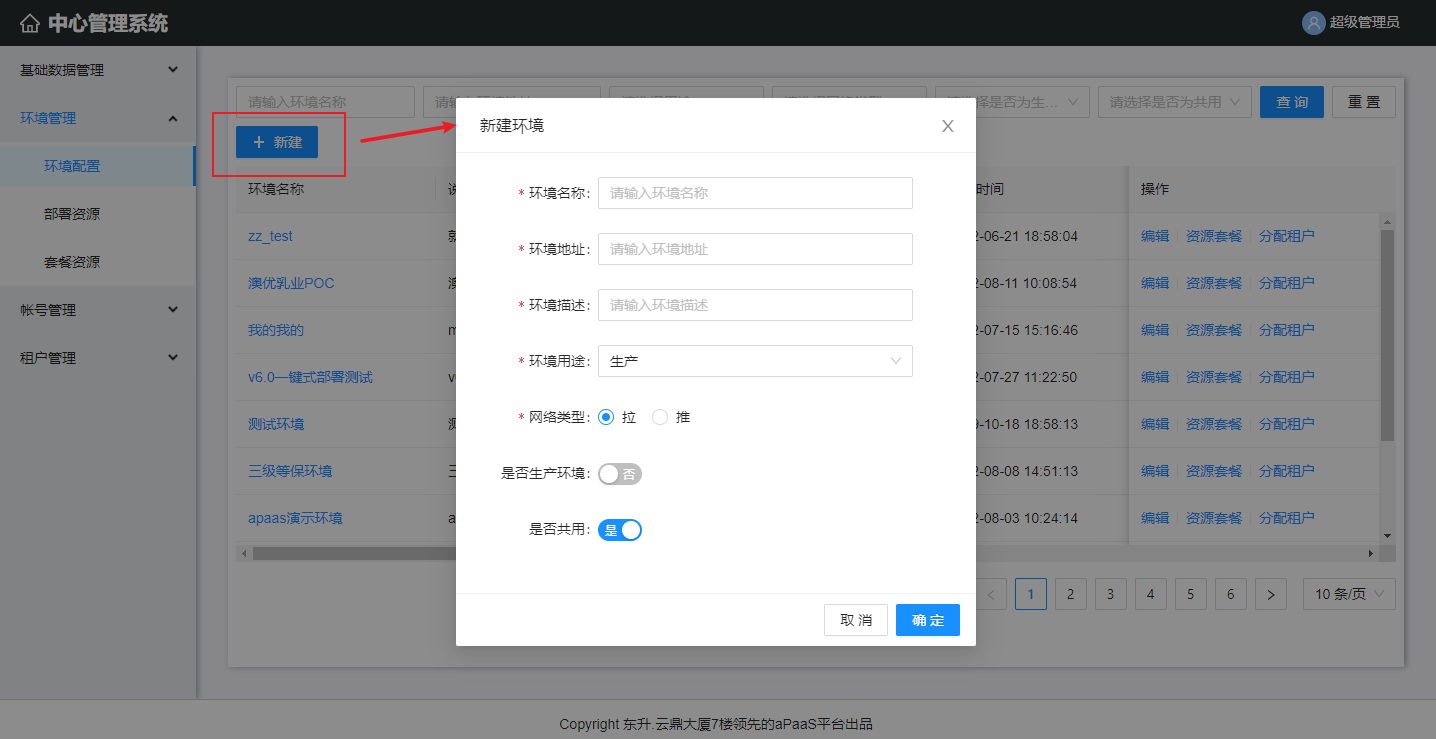 中心管理系统
超级管理员
基础数据管理
环境管理
环境配置
部署资源
套餐资源
帐号管理
租户管理
请输入环境名称
选择是否为生...
请选择是否为共用
查 询
重 置
+ 新建
环境名称
时间
操作
zz_test
2-06-21 18:58:04
编辑 资源套餐 分配租户
澳优乳业POC
2-08-11 10:08:54
编辑 资源套餐 分配租户
我的我的
2-07-15 15:16:46
编辑 资源套餐 分配租户
v6.0一键式部署测试
2-07-27 11:22:50
编辑 资源套餐 分配租户
测试环境
9-10-18 18:58:13
编辑 资源套餐 分配租户
三级等保环境
2-08-08 14:51:13
编辑 资源套餐 分配租户
apaas演示环境
2-08-03 10:24:14
编辑 资源套餐 分配租户
新建环境
* 环境名称: 请输入环境名称
* 环境地址: 请输入环境地址
* 环境描述: 请输入环境描述
* 环境用途: 生产
* 网络类型: 拉 推
是否生产环境: 否
是否共用: 是
取 消
确 定
1 2 3 4 5 6
10 条/页
Copyright 东升.云鼎大厦7楼领先的aPaaS平台出品